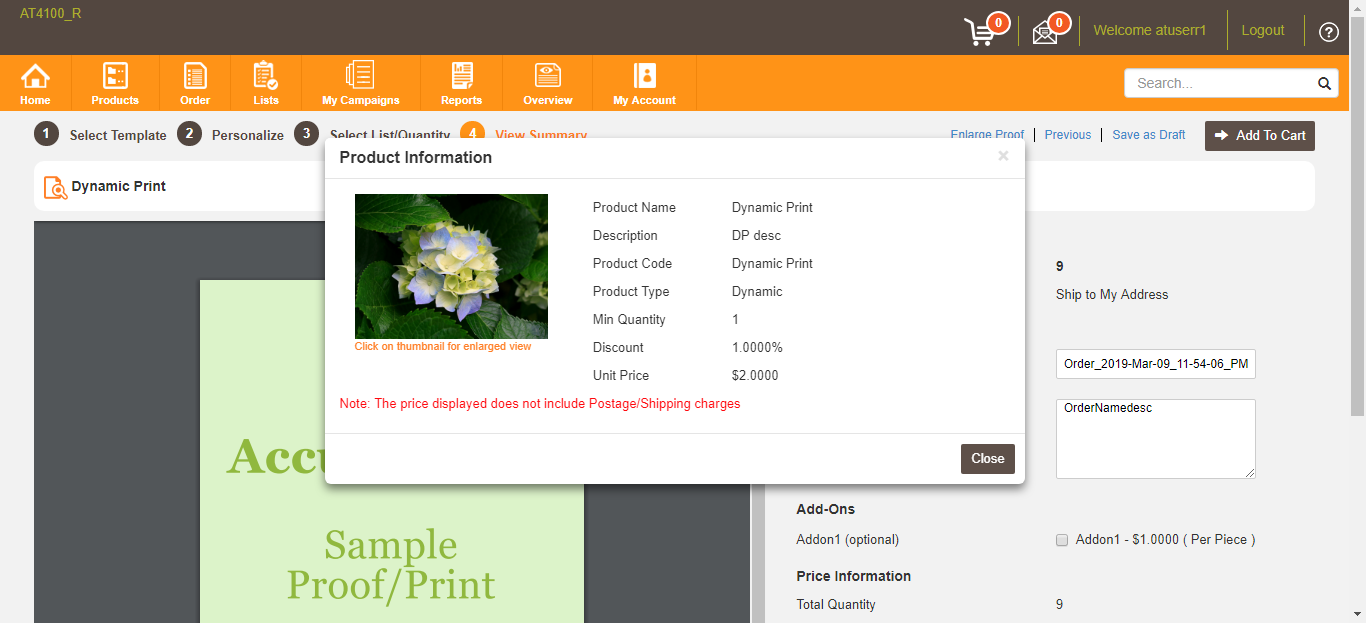 AT4100_R
0
0
Welcome atuserr1
Logout
?
Home
Products
Order
Lists
My Campaigns
Reports
Overview
My Account
Search...
1 Select Template 2 Personalize 3 Select List/Quantity 4 View Summary
Enlarge Proof Previous Save as Draft Add To Cart
Dynamic Print
Product Information
×
Click on thumbnail for enlarged view
Product Name Dynamic Print
Description DP desc
Product Code Dynamic Print
Product Type Dynamic
Min Quantity 1
Discount 1.0000%
Unit Price $2.0000
Note: The price displayed does not include Postage/Shipping charges
Close
9
Ship to My Address
Order_2019-Mar-09_11-54-06_PM
OrderNamedesc
Sample
Proof/Print
Add-Ons
Addon1 (optional) Addon1 - $1.0000 ( Per Piece )
Price Information
Total Quantity 9